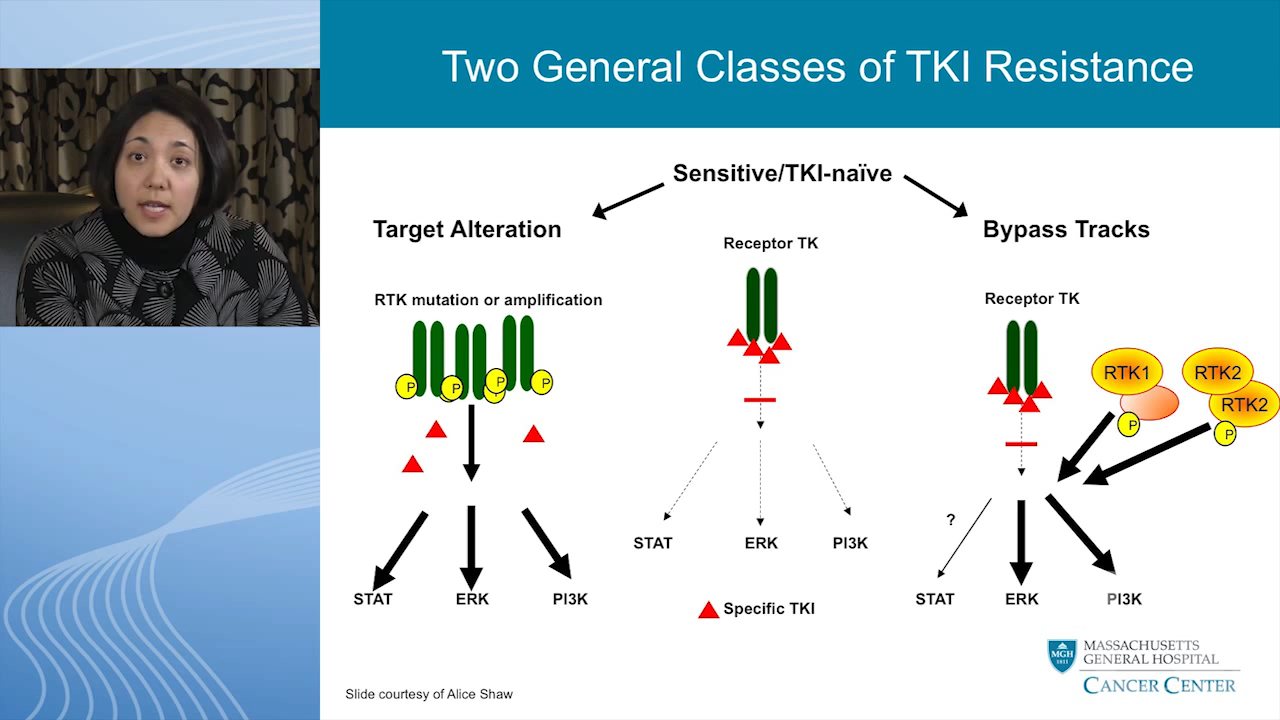 Two General Classes of TKI Resistance
Sensitive/TKI-naïve
Target Alteration
Bypass Tracks
Receptor TK
RTK mutation or amplification
Receptor TK
P
P
P
P
P
RTK1
RTK2
RTK2
P
P
?
STAT
ERK
PI3K
STAT
ERK
PI3K
STAT
ERK
PI3K
Specific TKI
MGH
1811
MASSACHUSETTS
GENERAL HOSPITAL
CANCER CENTER
Slide courtesy of Alice Shaw